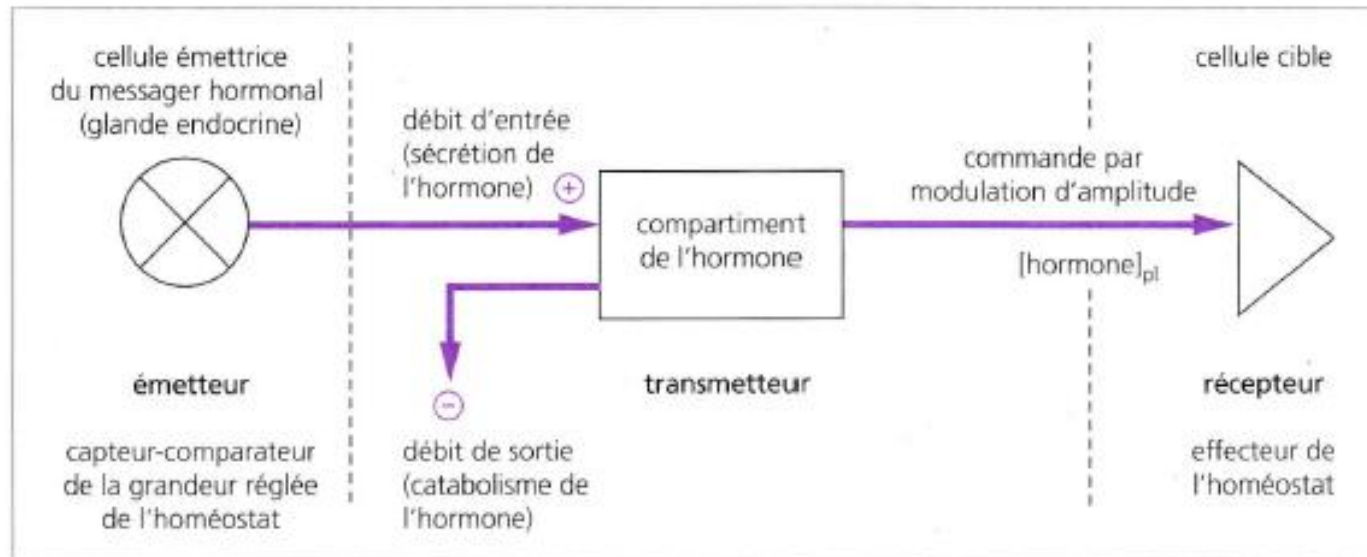 cellule émettrice
du messager hormonal
(glande endocrine)
débit d'entrée
(sécrétion de
l'hormone) +
compartiment
de l'hormone
commande par
modulation d'amplitude
[hormone]pl
cellule cible
émetteur
transmetteur
récepteur
−
capteur-comparateur
de la grandeur réglée
de l'homéostat
débit de sortie
(catabolisme de
l'hormone)
effecteur de
l'homéostat